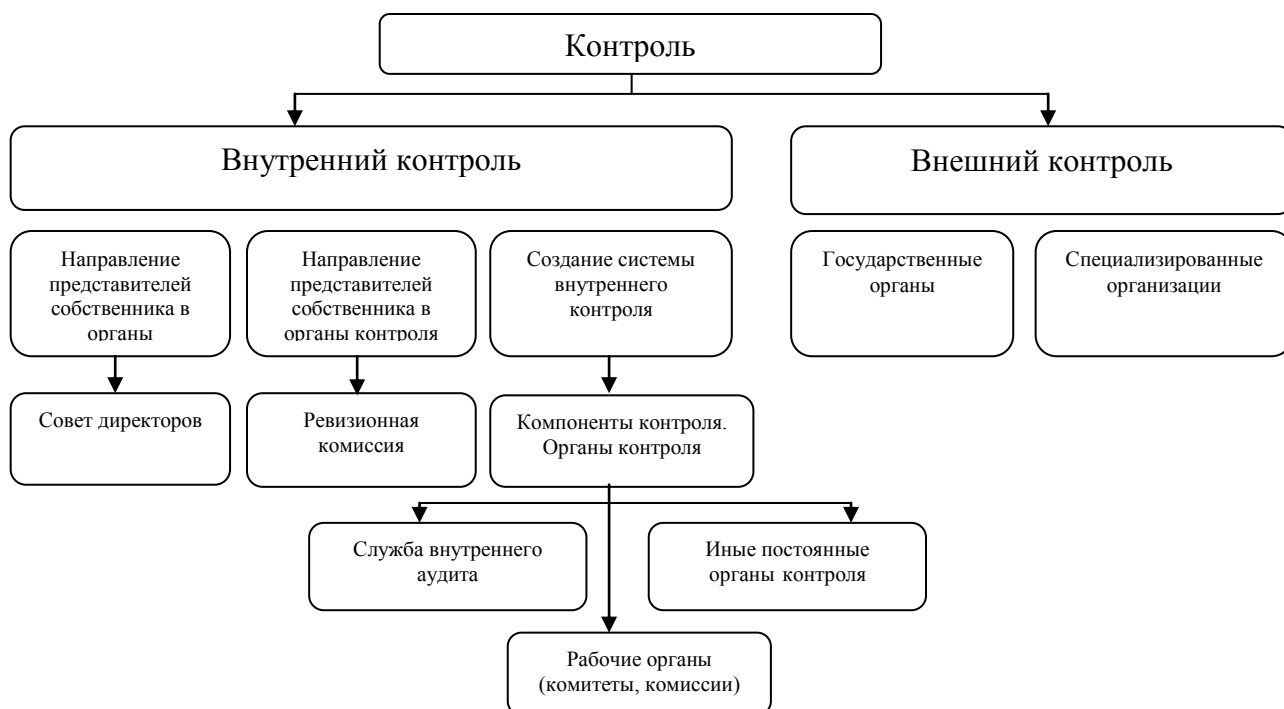 Контроль
Внутренний контроль
Внешний контроль
Направление
представителей
собственника в
органы
Направление
представителей
собственника в
органы контроля
Создание системы
внутреннего
контроля
Государственные
органы
Специализированные
организации
Совет директоров
Ревизионная
комиссия
Компоненты контроля.
Органы контроля
Служба внутреннего
аудита
Иные постоянные
органы контроля
Рабочие органы
(комитеты, комиссии)